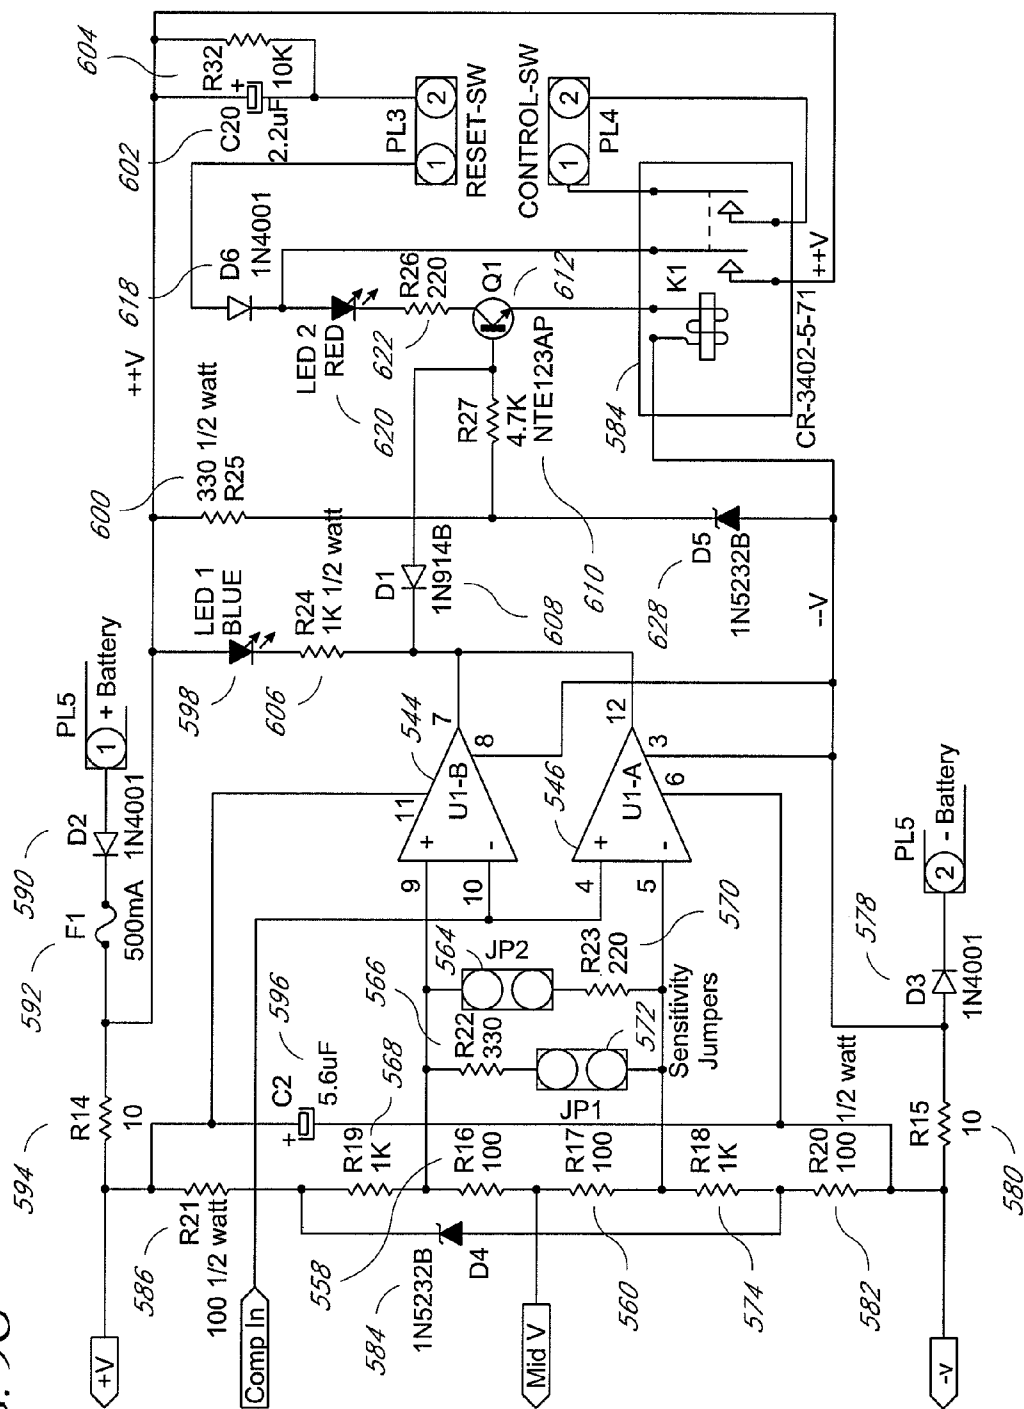 9C
+V
Comp In
Mid V
-v
594
R14
10
592
F1
500mA
590
D2
1N4001
PL5
1
+ Battery
586
R21
100 1/2 watt
596
C2
+
5.6uF
568
R19
1K
558
R16
100
R17
100
560
R18
1K
574
R20
100 1/2 watt
582
584
1N5232B
D4
R15
10
580
566
R22
330
564
JP2
JP1
572
R23
220
570
Sensitivity
Jumpers
578
D3
1N4001
PL5
2
- Battery
9
+
10
-
11
U1-B
544
7
8
4
+
5
-
546
U1-A
12
3
6
598
LED 1
BLUE
606
R24
1K 1/2 watt
D1
1N914B
608
600
330 1/2 watt
R25
++V
R27
4.7K
NTE123AP
610
628
D5
1N5232B
--V
618
D6
1N4001
LED 2
RED
620
R26
220
622
Q1
612
602
C20
2.2uF
+
604
R32
10K
PL3
1
2
RESET-SW
CONTROL-SW
1
2
PL4
584
K1
++V
CR-3402-5-71